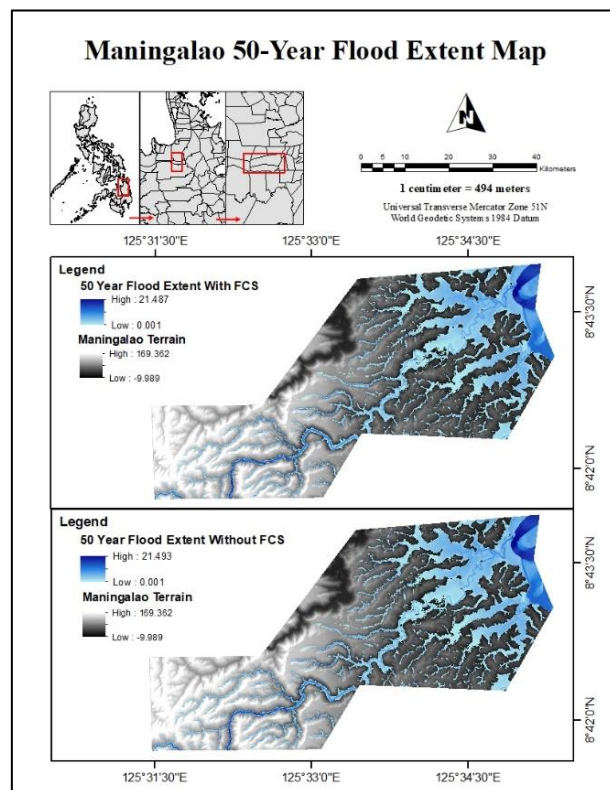 Maningalao 50-Year Flood Extent Map
N
0 5 10 20 30 40
Kilometers
1 centimeter = 494 meters
Universal Transverse Mercator Zone 51N
World Geodetic Systems 1984 Datum
125°31'30"E 125°33'0"E 125°34'30"E
Legend
50 Year Flood Extent With FCS
High : 21.487
Low : 0.001
Maningalao Terrain
High : 169.362
Low : -9.989
8°43'30"N
8°42'0"N
Legend
50 Year Flood Extent Without FCS
High : 21.493
Low : 0.001
Maningalao Terrain
High : 169.362
Low : -9.989
8°43'30"N
8°42'0"N
125°31'30"E 125°33'0"E 125°34'30"E